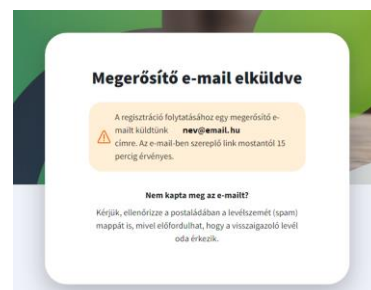 Megerősítő e-mail elküldve
A regisztráció folytatásához egy megerősítő e-
mailt küldtünk nev@email.hu
címre. Az e-mail-ben szereplő link mostantól 15
percig érvényes.
Nem kapta meg az e-mailt?
Kérjük, ellenőrizze a postaládában a levélszemét (spam)
mappát is, mivel előfordulhat, hogy a visszaigazoló levél
oda érkezik.